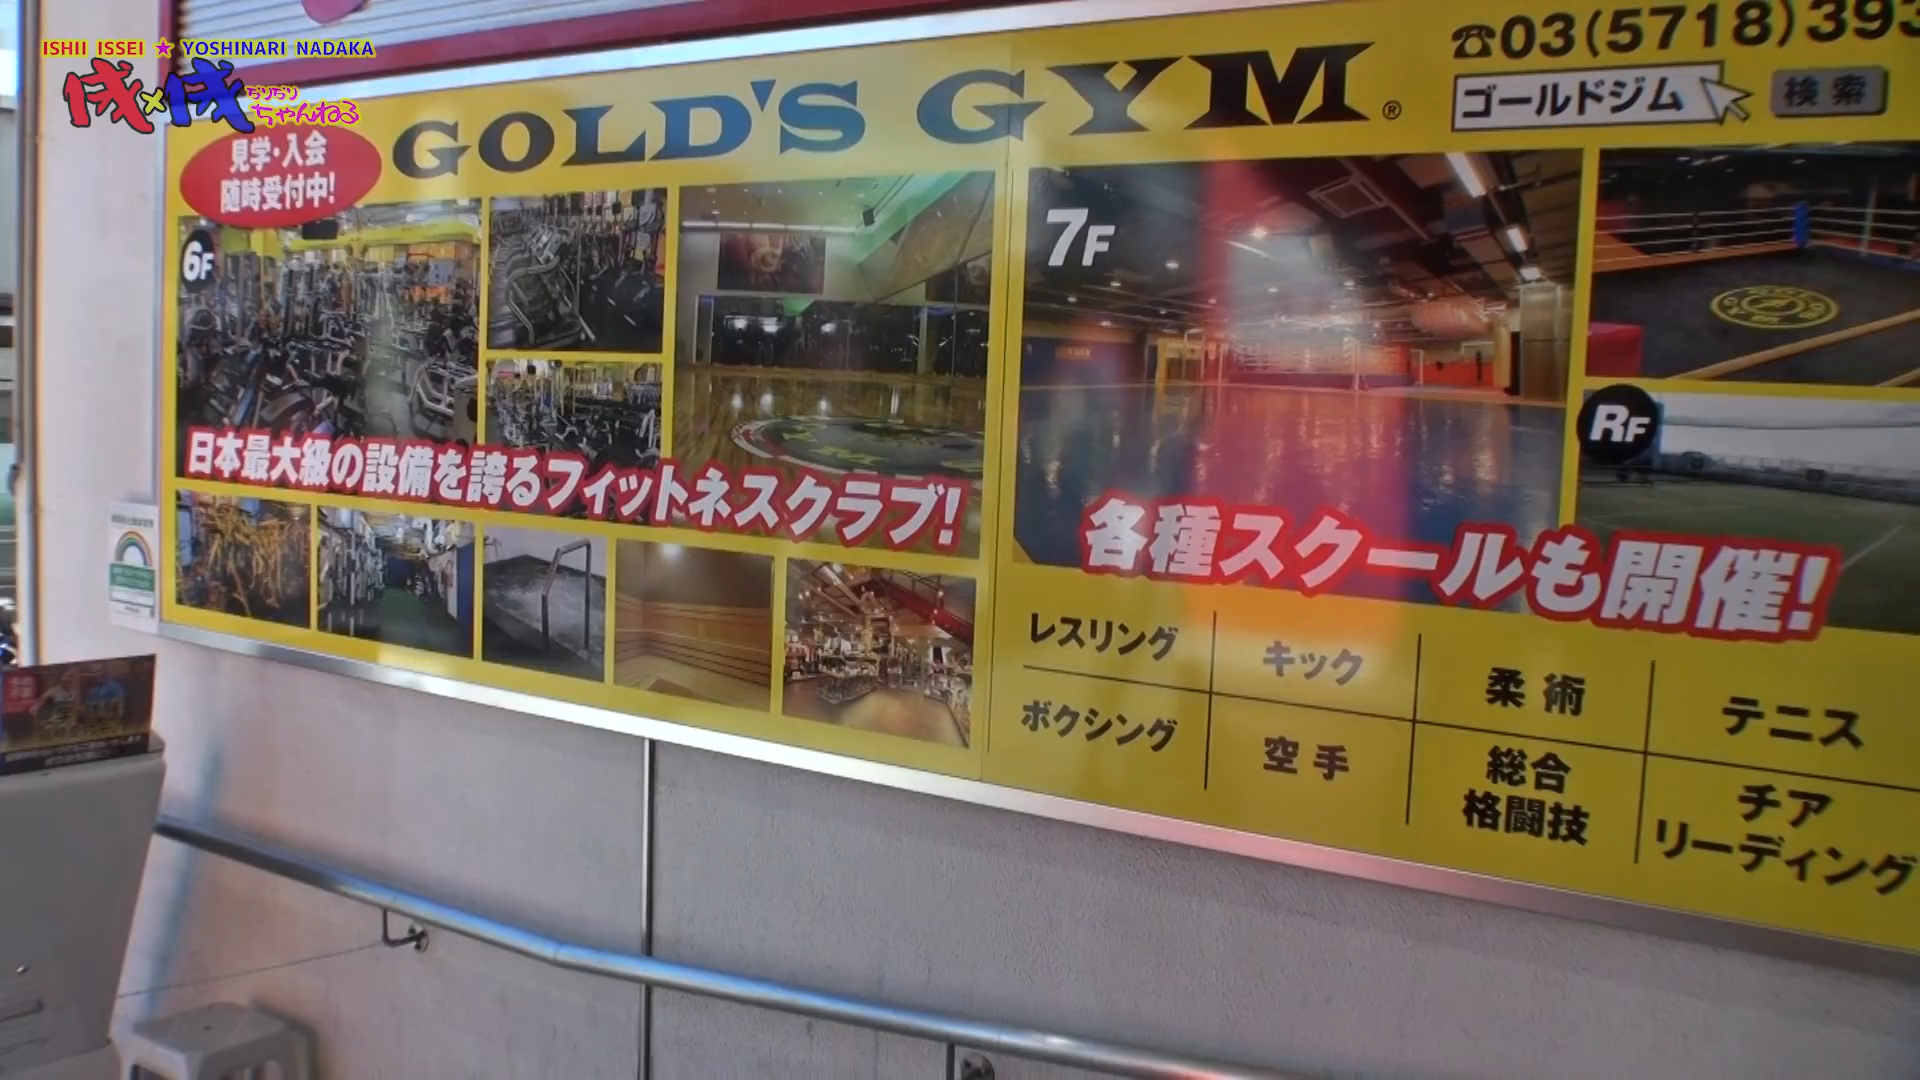 ISHII ISSEI ★ YOSHINARI NADAKA
戌×戌 なりなりちゃんねる
GOLD'S GYM®
☎03(5718)393
ゴールドジム 検索
見学・入会
随時受付中!
6F
7F
RF
日本最大級の設備を誇るフィットネスクラブ!
各種スクールも開催!
レスリング キック 柔術 テニス
ボクシング 空手 総合格闘技 チアリーディング